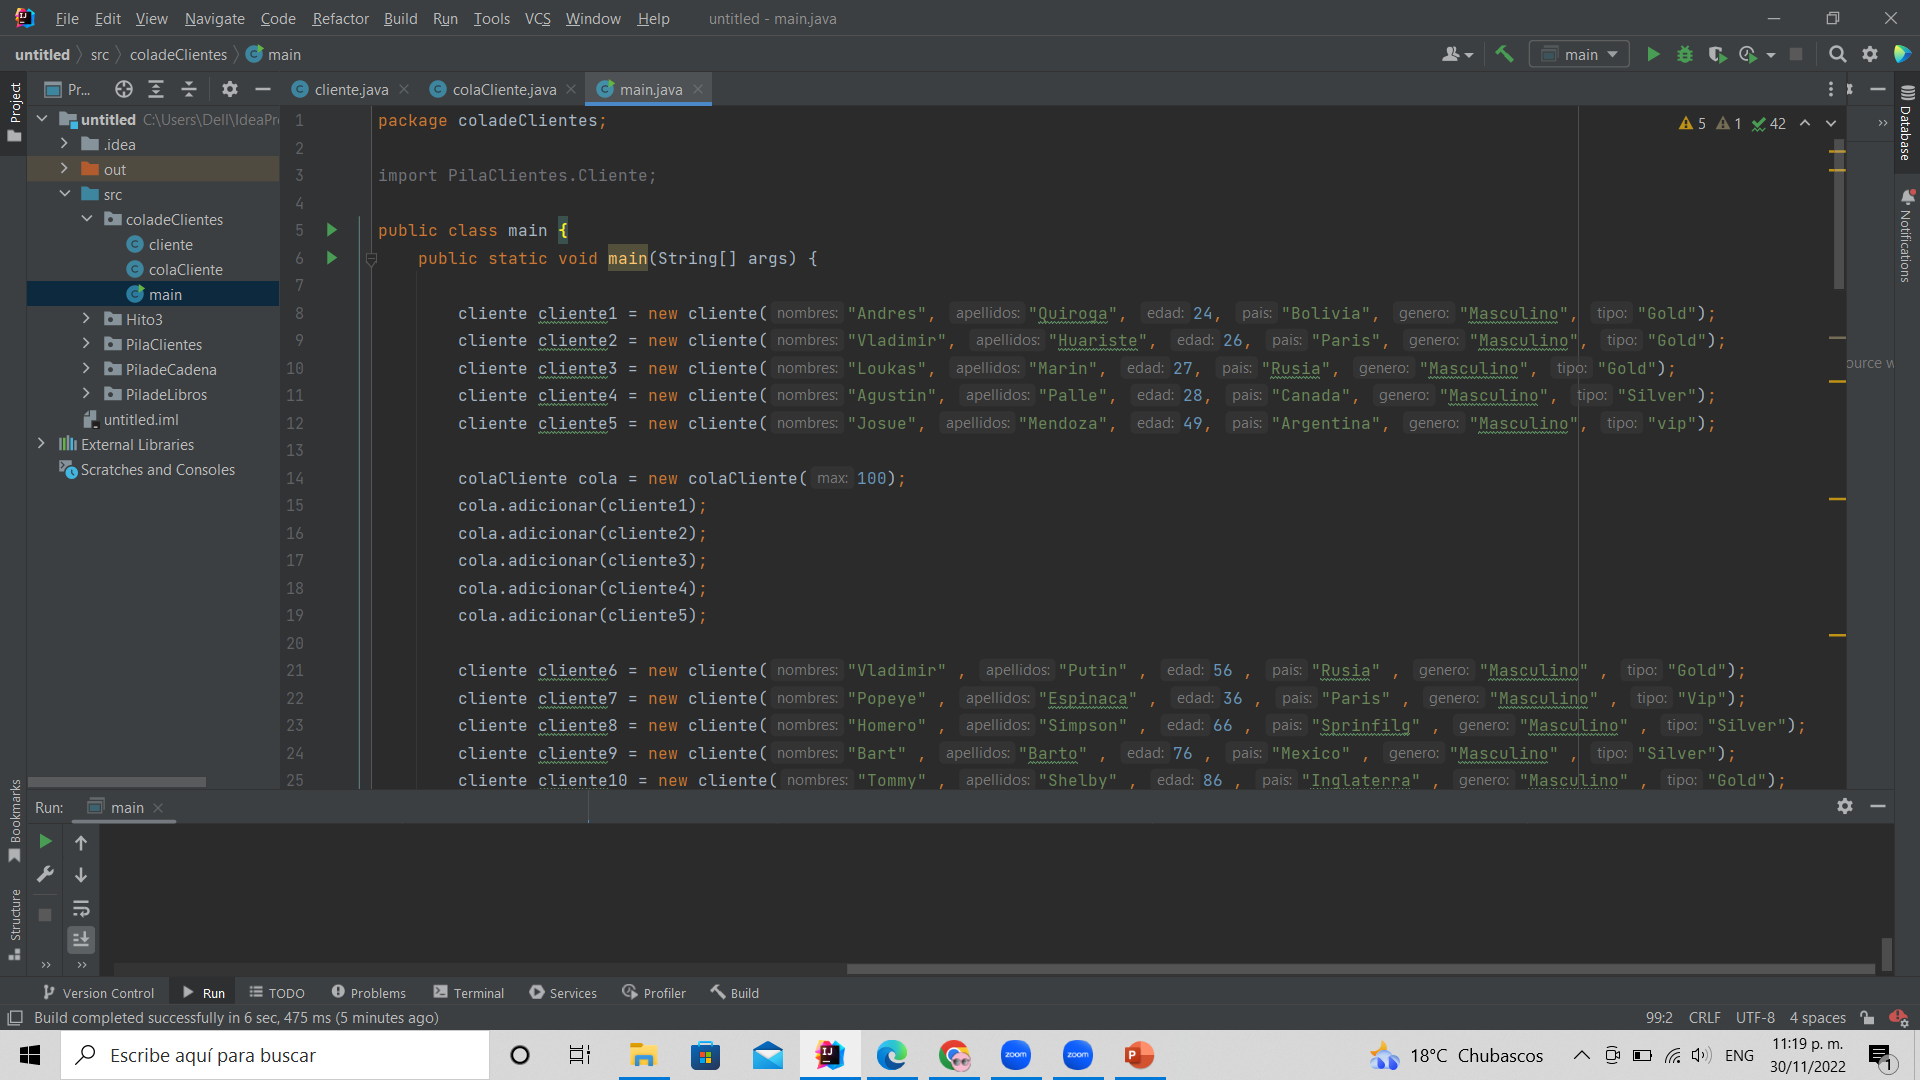 File Edit View Navigate Code Refactor Build Run Tools VCS Window Help untitled - main.java
untitled src coladeClientes main
main
Project
Pr...
cliente.java
colaCliente.java
main.java
untitled C:\Users\Dell\IdeaPr
.idea
out
src
coladeClientes
cliente
colaCliente
main
Hito3
PilaClientes
PiladeCadena
PiladeLibros
untitled.iml
External Libraries
Scratches and Consoles
5 1 42
1 package coladeClientes;
2
3 import PilaClientes.Cliente;
4
5 public class main {
6 public static void main(String[] args) {
7
8 cliente cliente1 = new cliente( nombres: "Andres", apellidos: "Quiroga", edad: 24, pais: "Bolivia", genero: "Masculino", tipo: "Gold");
9 cliente cliente2 = new cliente( nombres: "Vladimir", apellidos: "Huariste", edad: 26, pais: "Paris", genero: "Masculino", tipo: "Gold");
10 cliente cliente3 = new cliente( nombres: "Loukas", apellidos: "Marin", edad: 27, pais: "Rusia", genero: "Masculino", tipo: "Gold");
11 cliente cliente4 = new cliente( nombres: "Agustin", apellidos: "Palle", edad: 28, pais: "Canada", genero: "Masculino", tipo: "Silver");
12 cliente cliente5 = new cliente( nombres: "Josue", apellidos: "Mendoza", edad: 49, pais: "Argentina", genero: "Masculino", tipo: "vip");
13
14 colaCliente cola = new colaCliente( max: 100);
15 cola.adicionar(cliente1);
16 cola.adicionar(cliente2);
17 cola.adicionar(cliente3);
18 cola.adicionar(cliente4);
19 cola.adicionar(cliente5);
20
21 cliente cliente6 = new cliente( nombres: "Vladimir" , apellidos: "Putin" , edad: 56 , pais: "Rusia" , genero: "Masculino" , tipo: "Gold");
22 cliente cliente7 = new cliente( nombres: "Popeye" , apellidos: "Espinaca" , edad: 36 , pais: "Paris" , genero: "Masculino" , tipo: "Vip");
23 cliente cliente8 = new cliente( nombres: "Homero" , apellidos: "Simpson" , edad: 66 , pais: "Sprinfilg" , genero: "Masculino" , tipo: "Silver");
24 cliente cliente9 = new cliente( nombres: "Bart" , apellidos: "Barto" , edad: 76 , pais: "Mexico" , genero: "Masculino" , tipo: "Silver");
25 cliente cliente10 = new cliente( nombres: "Tommy" , apellidos: "Shelby" , edad: 86 , pais: "Inglaterra" , genero: "Masculino" , tipo: "Gold");
ource w
Database
Notifications
Bookmarks
Structure
Run: main
Version Control Run TODO Problems Terminal Services Profiler Build
Build completed successfully in 6 sec, 475 ms (5 minutes ago) 99:2 CRLF UTF-8 4 spaces
Escribe aquí para buscar
zoom
zoom
18°C Chubascos
ENG
11:19 p. m.
30/11/2022
1